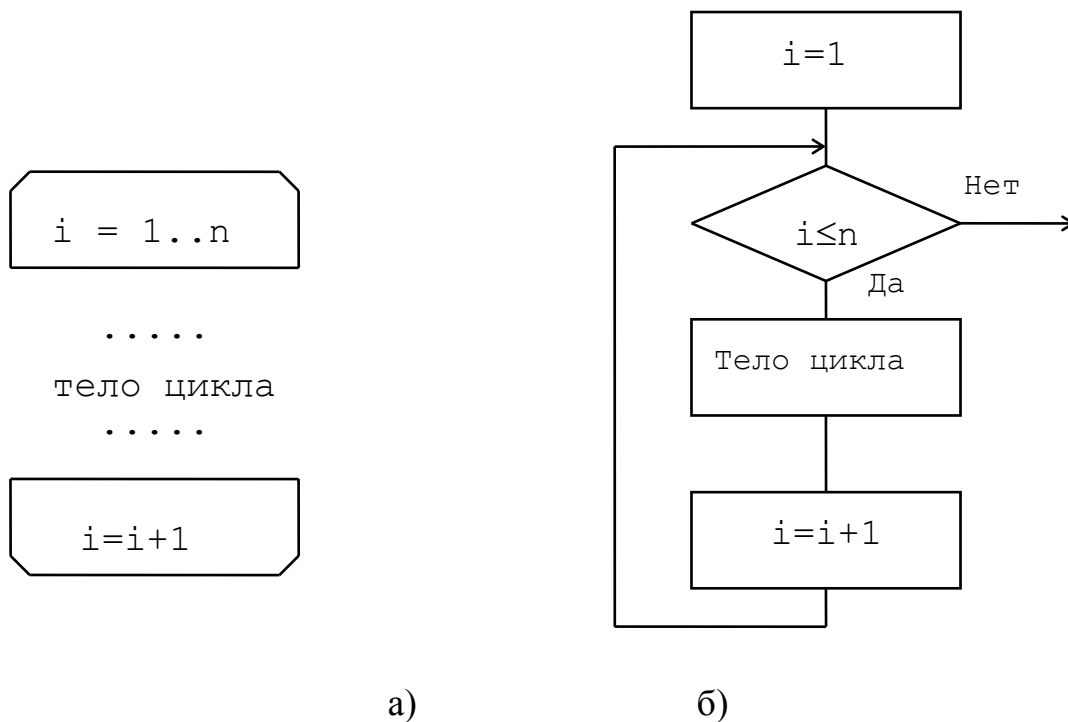 i = 1..n
.....
тело цикла
.....
i=i+1
i=1
i≤n
Нет
Да
Тело цикла
i=i+1
а)
б)